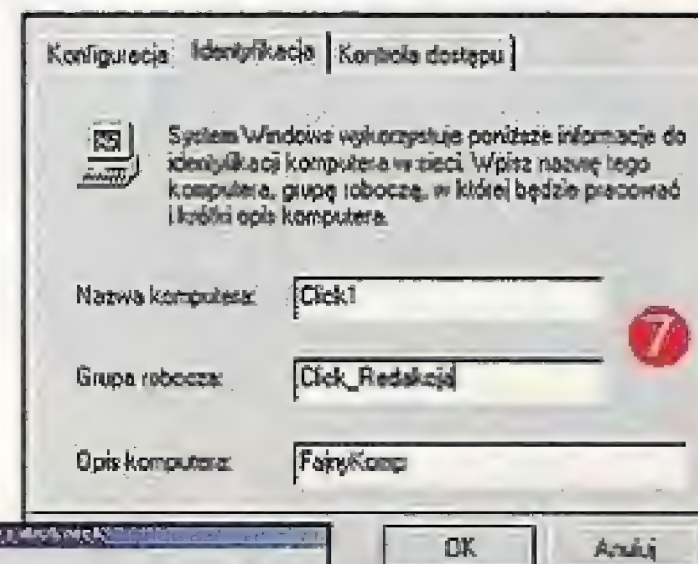 Konfiguracja Identyfikacja Kontrola dostępu
System Windows wykorzystuje poniższe informacje do
identyfikacji komputera w sieci. Wpisz nazwę tego
komputera, grupę roboczą, w której będzie pracować
i krótki opis komputera.
Nazwa komputera: Click1
7
Grupa robocza: Click_Redakcja
Opis komputera: FajnyKomp
OK Anuluj